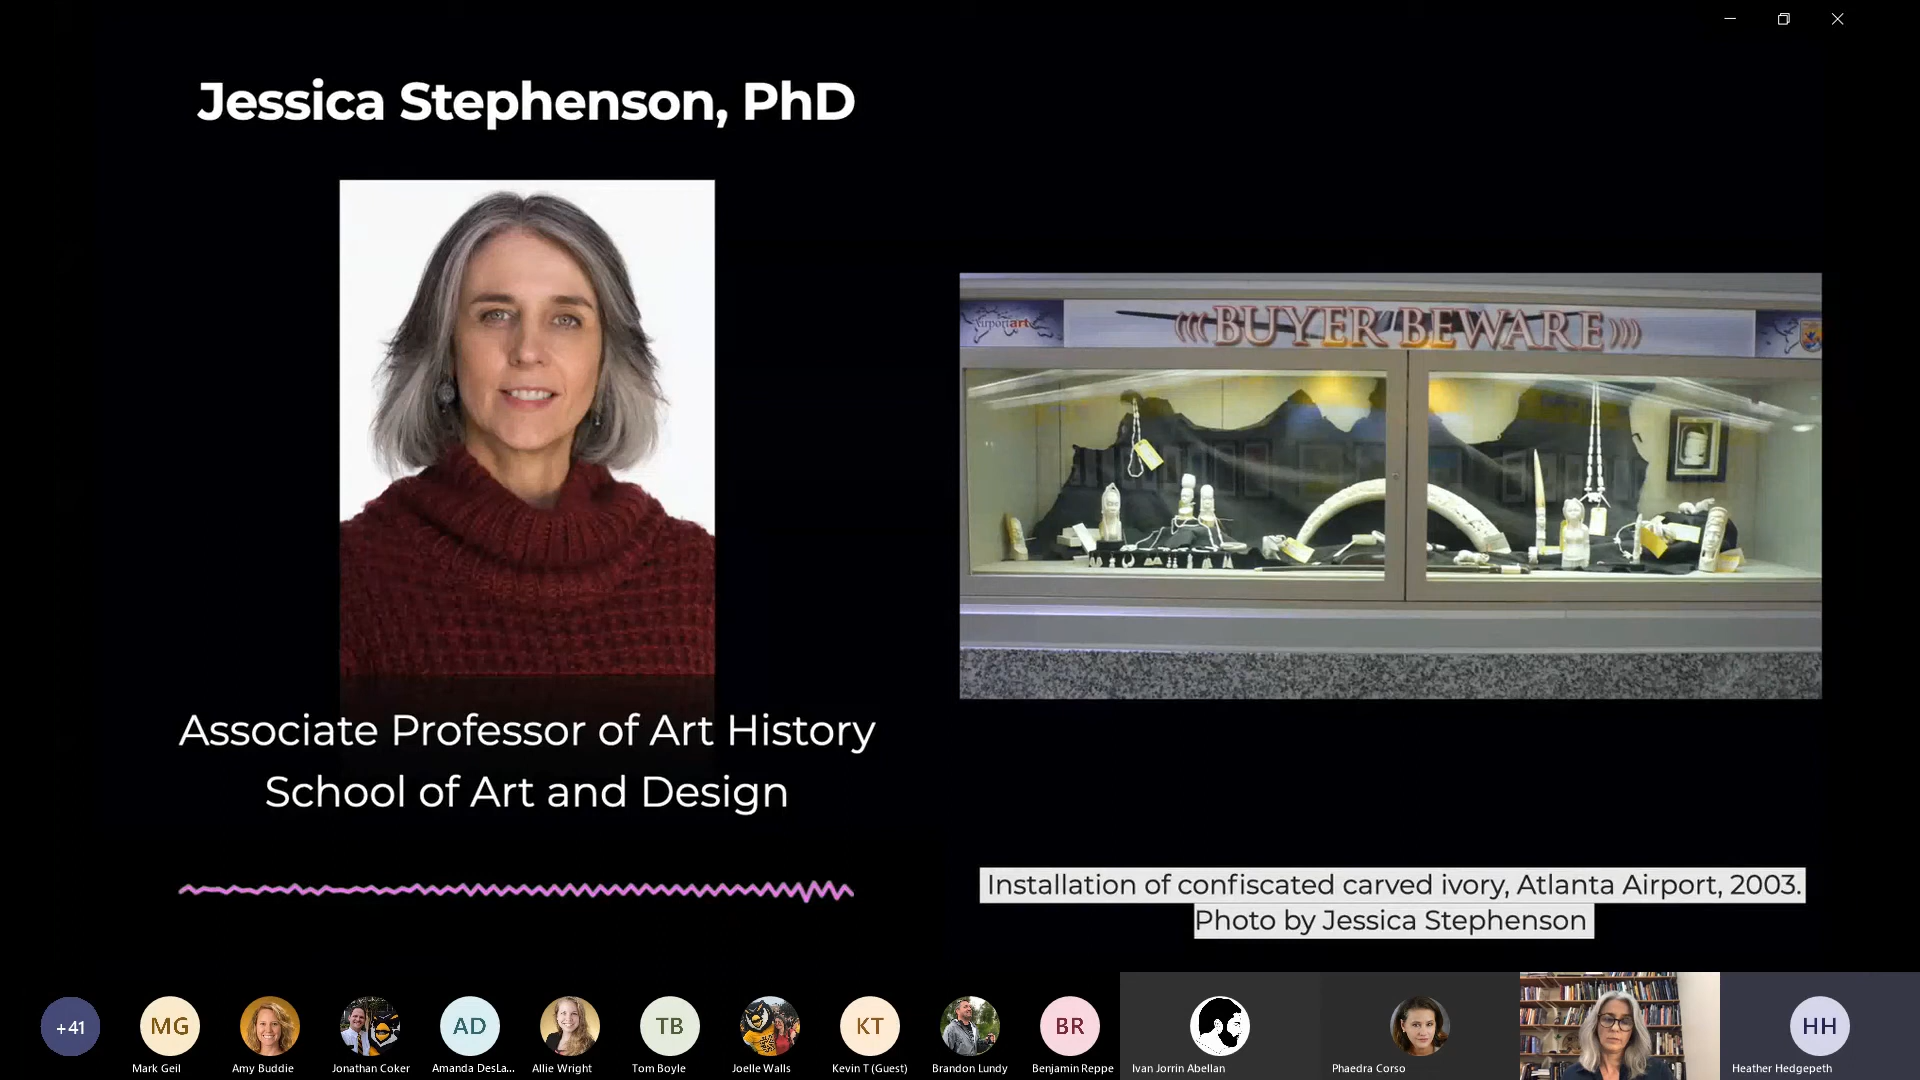 Jessica Stephenson, PhD
airportart
(((BUYER BEWARE)))
Associate Professor of Art History
School of Art and Design
Installation of confiscated carved ivory, Atlanta Airport, 2003.
Photo by Jessica Stephenson
+41
MG
AD
TB
KT
BR
HH
Mark Geil
Amy Buddie
Jonathan Coker
Amanda DesLa...
Allie Wright
Tom Boyle
Joelle Walls
Kevin T (Guest)
Brandon Lundy
Benjamin Reppe
Ivan Jorrin Abellan
Phaedra Corso
Heather Hedgepeth